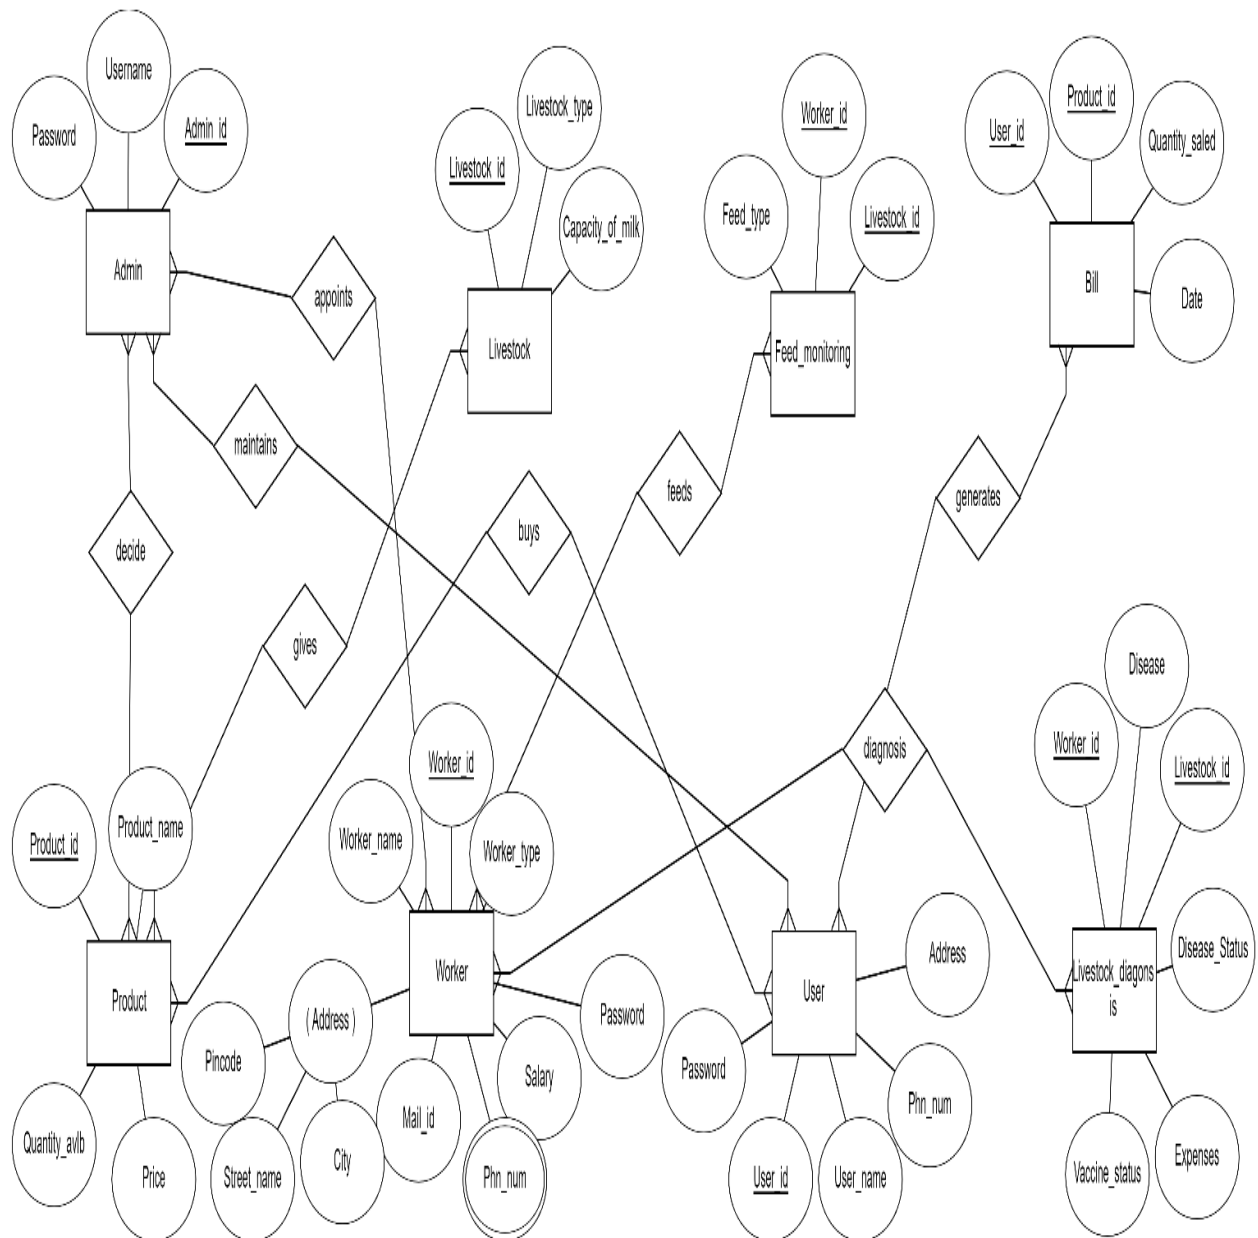 Username
Password
Admin_id
Admin
appoints
maintains
decide
Livestock_type
Livestock_id
Capacity_of_milk
Livestock
gives
Worker_id
Feed_type
Livestock_id
Feed_monitoring
buys
feeds
Product_id
User_id
Quantity_saled
Bill
Date
generates
diagnosis
Product_id
Product_name
Product
Quantity_avlb
Price
Worker_id
Worker_name
Worker_type
Worker
( Address )
Pincode
Street_name
City
Mail_id
Phn_num
Salary
Password
User
Address
Password
Phn_num
User_id
User_name
Disease
Worker_id
Livestock_id
Disease_Status
Livestock_diagons
is
Vaccine_status
Expenses